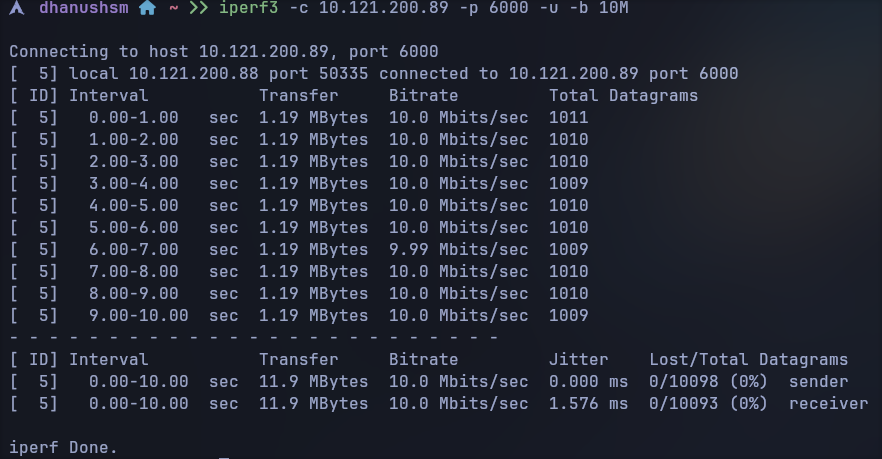 dhanushsm ~ >> iperf3 -c 10.121.200.89 -p 6000 -u -b 10M
Connecting to host 10.121.200.89, port 6000
[  5] local 10.121.200.88 port 50335 connected to 10.121.200.89 port 6000
[ ID] Interval           Transfer     Bitrate         Total Datagrams
[  5]   0.00-1.00   sec  1.19 MBytes  10.0 Mbits/sec  1011
[  5]   1.00-2.00   sec  1.19 MBytes  10.0 Mbits/sec  1010
[  5]   2.00-3.00   sec  1.19 MBytes  10.0 Mbits/sec  1010
[  5]   3.00-4.00   sec  1.19 MBytes  10.0 Mbits/sec  1009
[  5]   4.00-5.00   sec  1.19 MBytes  10.0 Mbits/sec  1010
[  5]   5.00-6.00   sec  1.19 MBytes  10.0 Mbits/sec  1010
[  5]   6.00-7.00   sec  1.19 MBytes  9.99 Mbits/sec  1009
[  5]   7.00-8.00   sec  1.19 MBytes  10.0 Mbits/sec  1010
[  5]   8.00-9.00   sec  1.19 MBytes  10.0 Mbits/sec  1010
[  5]   9.00-10.00  sec  1.19 MBytes  10.0 Mbits/sec  1009
- - - - - - - - - - - - - - - - - - - - - - - - -
[ ID] Interval           Transfer     Bitrate         Jitter    Lost/Total Datagrams
[  5]   0.00-10.00  sec  11.9 MBytes  10.0 Mbits/sec  0.000 ms  0/10098 (0%)  sender
[  5]   0.00-10.00  sec  11.9 MBytes  10.0 Mbits/sec  1.576 ms  0/10093 (0%)  receiver
iperf Done.